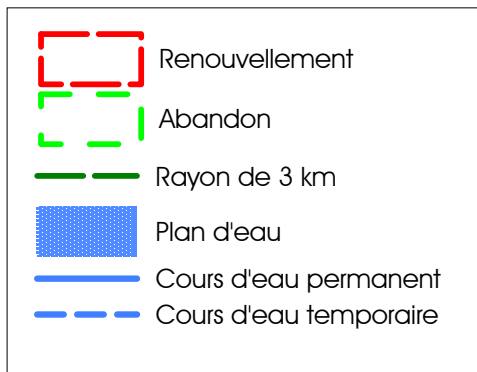 Renouvellement
Abandon
Rayon de 3 km
Plan d'eau
Cours d'eau permanent
Cours d'eau temporaire